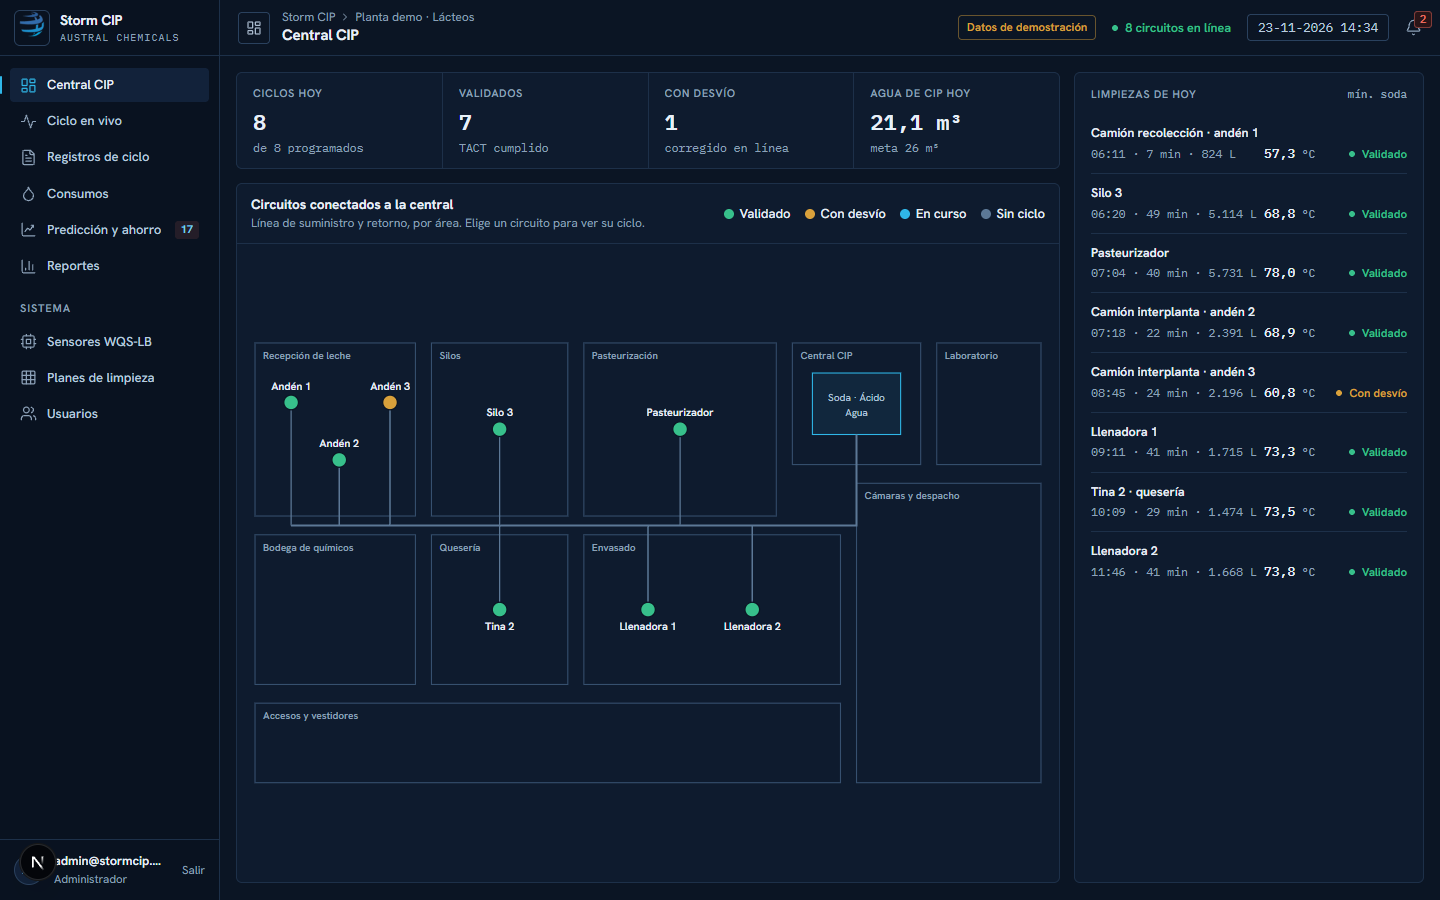 Storm CIP
AUSTRAL CHEMICALS
Central CIP
Ciclo en vivo
Registros de ciclo
Consumos
Predicción y ahorro 17
Reportes
SISTEMA
Sensores WQS-LB
Planes de limpieza
Usuarios
N
admin@stormcip....
Administrador
Salir
Storm CIP > Planta demo · Lácteos
Central CIP
Datos de demostración
8 circuitos en línea
23-11-2026 14:34
2
CICLOS HOY
8
de 8 programados
VALIDADOS
7
TACT cumplido
CON DESVÍO
1
corregido en línea
AGUA DE CIP HOY
21,1 m³
meta 26 m³
Circuitos conectados a la central
Línea de suministro y retorno, por área. Elige un circuito para ver su ciclo.
Validado
Con desvío
En curso
Sin ciclo
Recepción de leche
Andén 1
Andén 3
Andén 2
Silos
Silo 3
Pasteurización
Pasteurizador
Central CIP
Soda · Ácido
Agua
Laboratorio
Cámaras y despacho
Bodega de químicos
Quesería
Tina 2
Envasado
Llenadora 1
Llenadora 2
Accesos y vestidores
LIMPIEZAS DE HOY mín. soda
Camión recolección · andén 1
06:11 · 7 min · 824 L 57,3 °C Validado
Silo 3
06:20 · 49 min · 5.114 L 68,8 °C Validado
Pasteurizador
07:04 · 40 min · 5.731 L 78,0 °C Validado
Camión interplanta · andén 2
07:18 · 22 min · 2.391 L 68,9 °C Validado
Camión interplanta · andén 3
08:45 · 24 min · 2.196 L 60,8 °C Con desvío
Llenadora 1
09:11 · 41 min · 1.715 L 73,3 °C Validado
Tina 2 · quesería
10:09 · 29 min · 1.474 L 73,5 °C Validado
Llenadora 2
11:46 · 41 min · 1.668 L 73,8 °C Validado